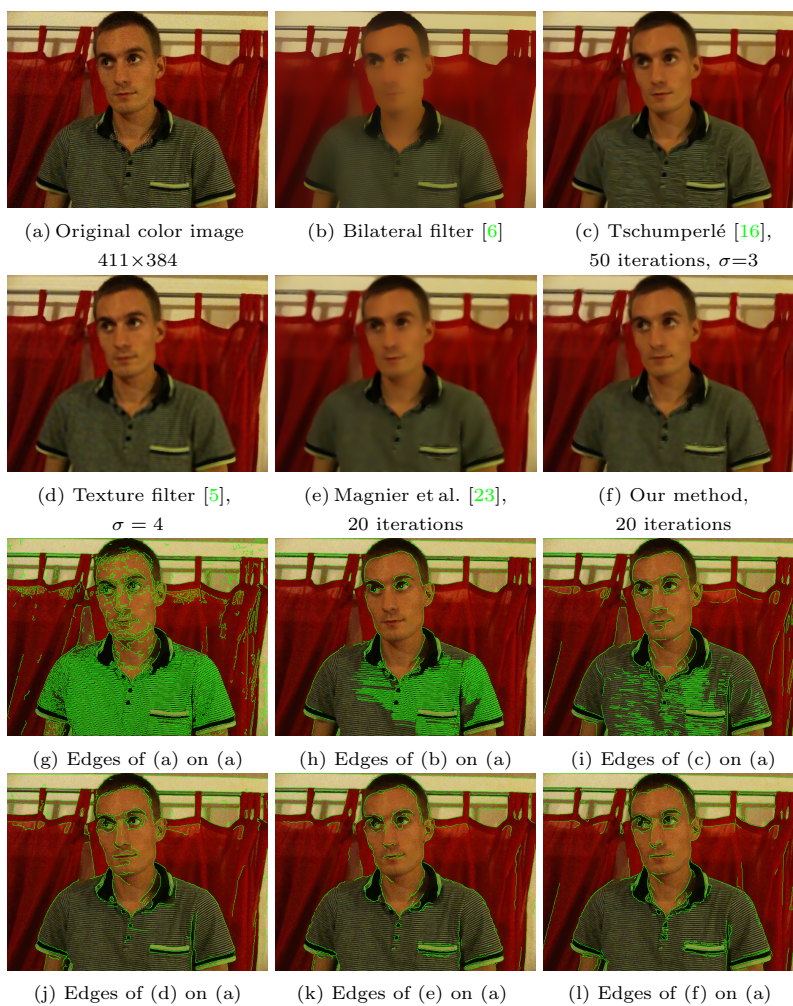 (a) Original color image
411×384
(b) Bilateral filter [6]
(c) Tschumperlé [16],
50 iterations, σ=3
(d) Texture filter [5],
σ = 4
(e) Magnier et al. [23],
20 iterations
(f) Our method,
20 iterations
(g) Edges of (a) on (a)
(h) Edges of (b) on (a)
(i) Edges of (c) on (a)
(j) Edges of (d) on (a)
(k) Edges of (e) on (a)
(l) Edges of (f) on (a)